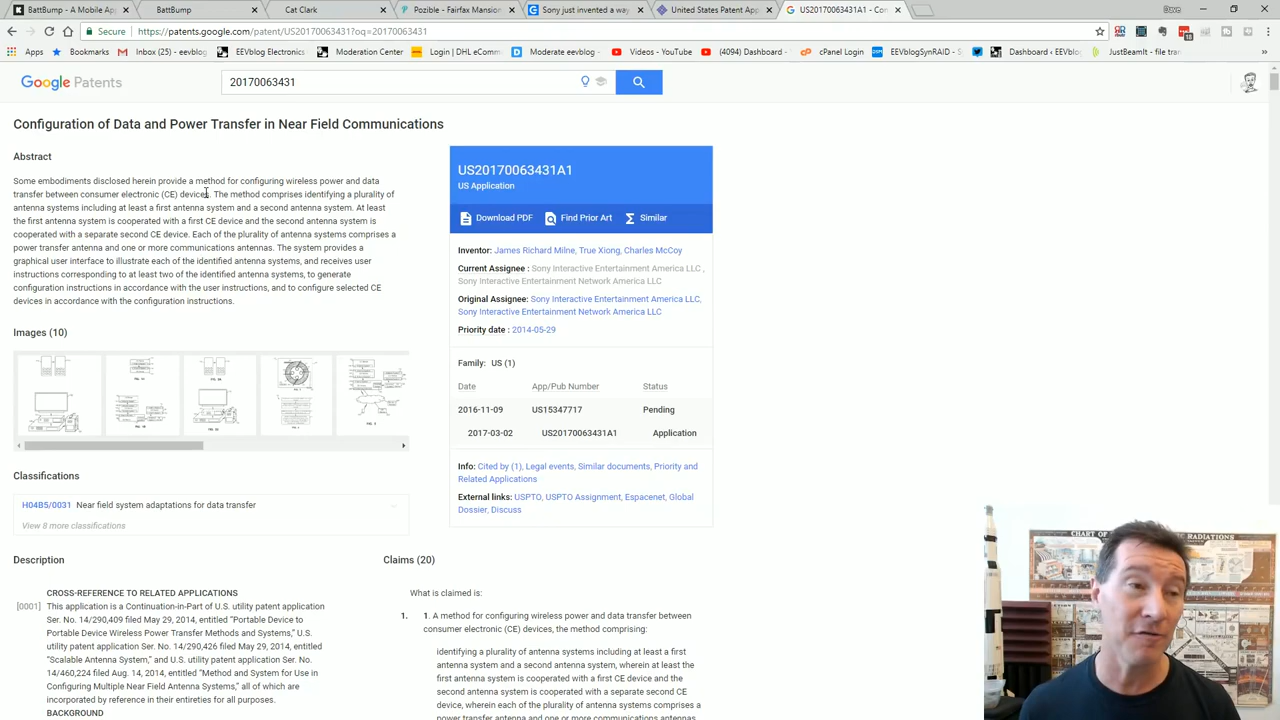 BattBump - A Mobile Ap
BattBump
Cat Clark
Pozible – Fairfax Mansion
Sony just invented a way
United States Patent App
US20170063431A1 - Con
Secure
https://patents.google.com/patent/US20170063431?oq=20170063431
Apps
Bookmarks
Inbox (25) - eevblog
EEVblog Electronics
Moderation Center
Login | DHL eComm
Moderate eevblog
Videos - YouTube
(4094) Dashboard -
cPanel Login
EEVblogSynRAID - S
Dashboard ‹ EEVbl
JustBeamIt - file tra
Google Patents
20170063431
Configuration of Data and Power Transfer in Near Field Communications
Abstract
Some embodiments disclosed herein provide a method for configuring wireless power and data
transfer between consumer electronic (CE) devices. The method comprises identifying a plurality of
antenna systems including at least a first antenna system and a second antenna system. At least
the first antenna system is cooperated with a first CE device and the second antenna system is
cooperated with a separate second CE device. Each of the plurality of antenna systems comprises a
power transfer antenna and one or more communications antennas. The system provides a
graphical user interface to illustrate each of the identified antenna systems, and receives user
instructions corresponding to at least two of the identified antenna systems, to generate
configuration instructions in accordance with the user instructions, and to configure selected CE
devices in accordance with the configuration instructions.
Images (10)
Classifications
H04B5/0031 Near field system adaptations for data transfer
View 8 more classifications
US20170063431A1
US Application
Download PDF
Find Prior Art
Similar
Inventor: James Richard Milne, True Xiong, Charles McCoy
Current Assignee : Sony Interactive Entertainment America LLC ,
Sony Interactive Entertainment Network America LLC
Original Assignee: Sony Interactive Entertainment America LLC,
Sony Interactive Entertainment Network America LLC
Priority date : 2014-05-29
Family: US (1)
Date App/Pub Number Status
2016-11-09 US15347717 Pending
2017-03-02 US20170063431A1 Application
Info: Cited by (1), Legal events, Similar documents, Priority and
Related Applications
External links: USPTO, USPTO Assignment, Espacenet, Global
Dossier, Discuss
Description
CROSS-REFERENCE TO RELATED APPLICATIONS
[0001] This application is a Continuation-in-Part of U.S. utility patent application
Ser. No. 14/290,409 filed May 29, 2014, entitled “Portable Device to
Portable Device Wireless Power Transfer Methods and Systems,” U.S.
utility patent application Ser. No. 14/290,426 filed May 29, 2014, entitled
“Scalable Antenna System,” and U.S. utility patent application Ser. No.
14/460,224 filed Aug. 14, 2014, entitled “Method and System for Use in
Configuring Multiple Near Field Antenna Systems,” all of which are
incorporated by reference in their entireties for all purposes.
BACKGROUND
Claims (20)
What is claimed is:
1. 1. A method for configuring wireless power and data transfer between
consumer electronic (CE) devices, the method comprising:
identifying a plurality of antenna systems including at least a first
antenna system and a second antenna system, wherein at least the
first antenna system is cooperated with a first CE device and the
second antenna system is cooperated with a separate second CE
device, wherein each of the plurality of antenna systems comprises a
power transfer antenna and one or more communications antennas
CHART OF
RADIATIONS